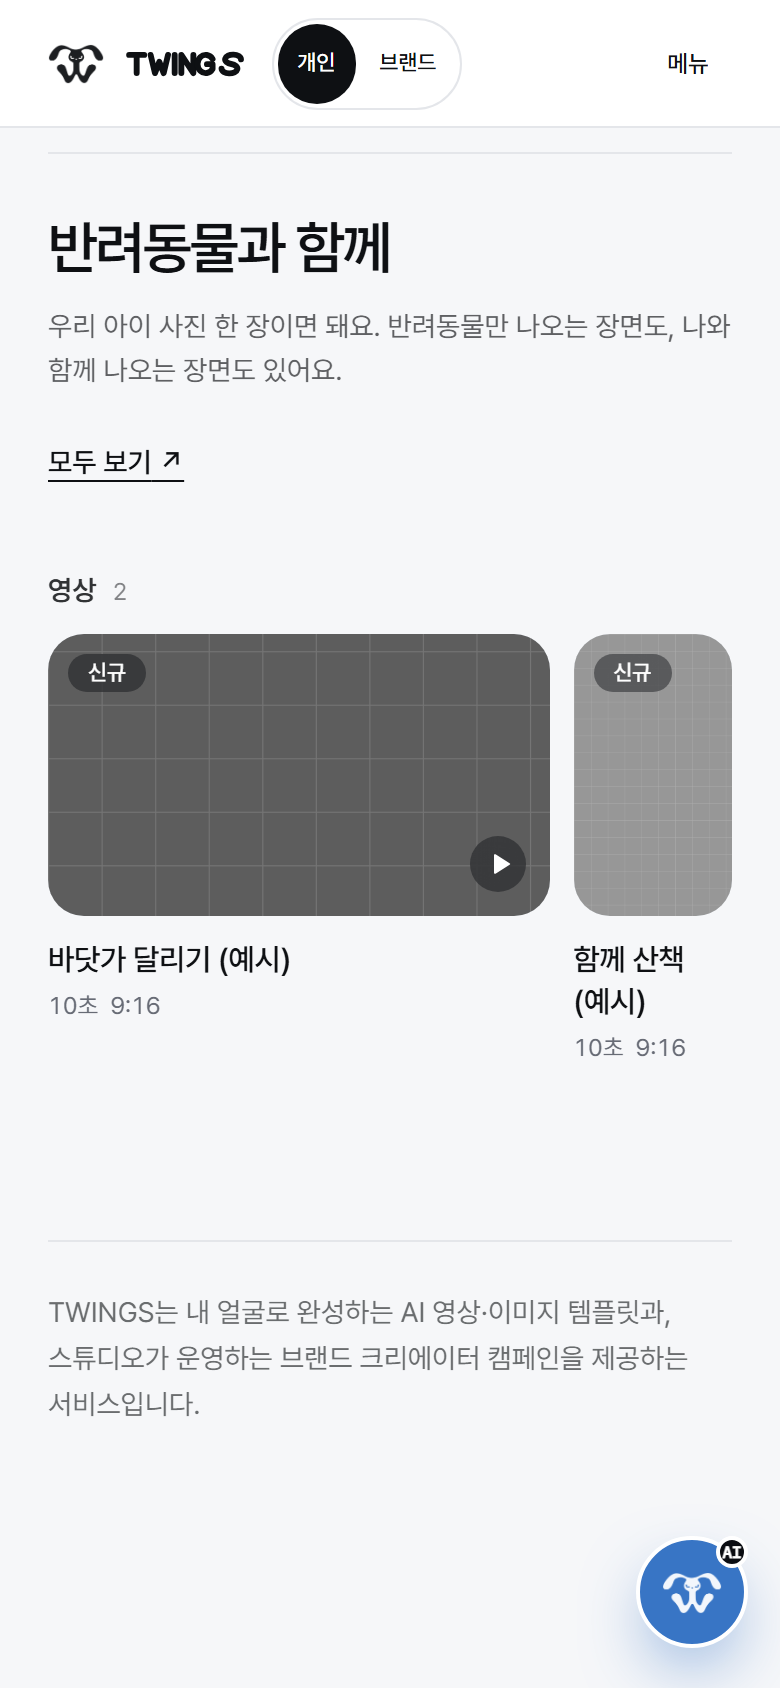 TWINGS
개인
브랜드
메뉴
반려동물과 함께
우리 아이 사진 한 장이면 돼요. 반려동물만 나오는 장면도, 나와
함께 나오는 장면도 있어요.
모두 보기 ↗
영상 2
신규
신규
바닷가 달리기 (예시)
10초 9:16
함께 산책
(예시)
10초 9:16
TWINGS는 내 얼굴로 완성하는 AI 영상·이미지 템플릿과,
스튜디오가 운영하는 브랜드 크리에이터 캠페인을 제공하는
서비스입니다.
AI